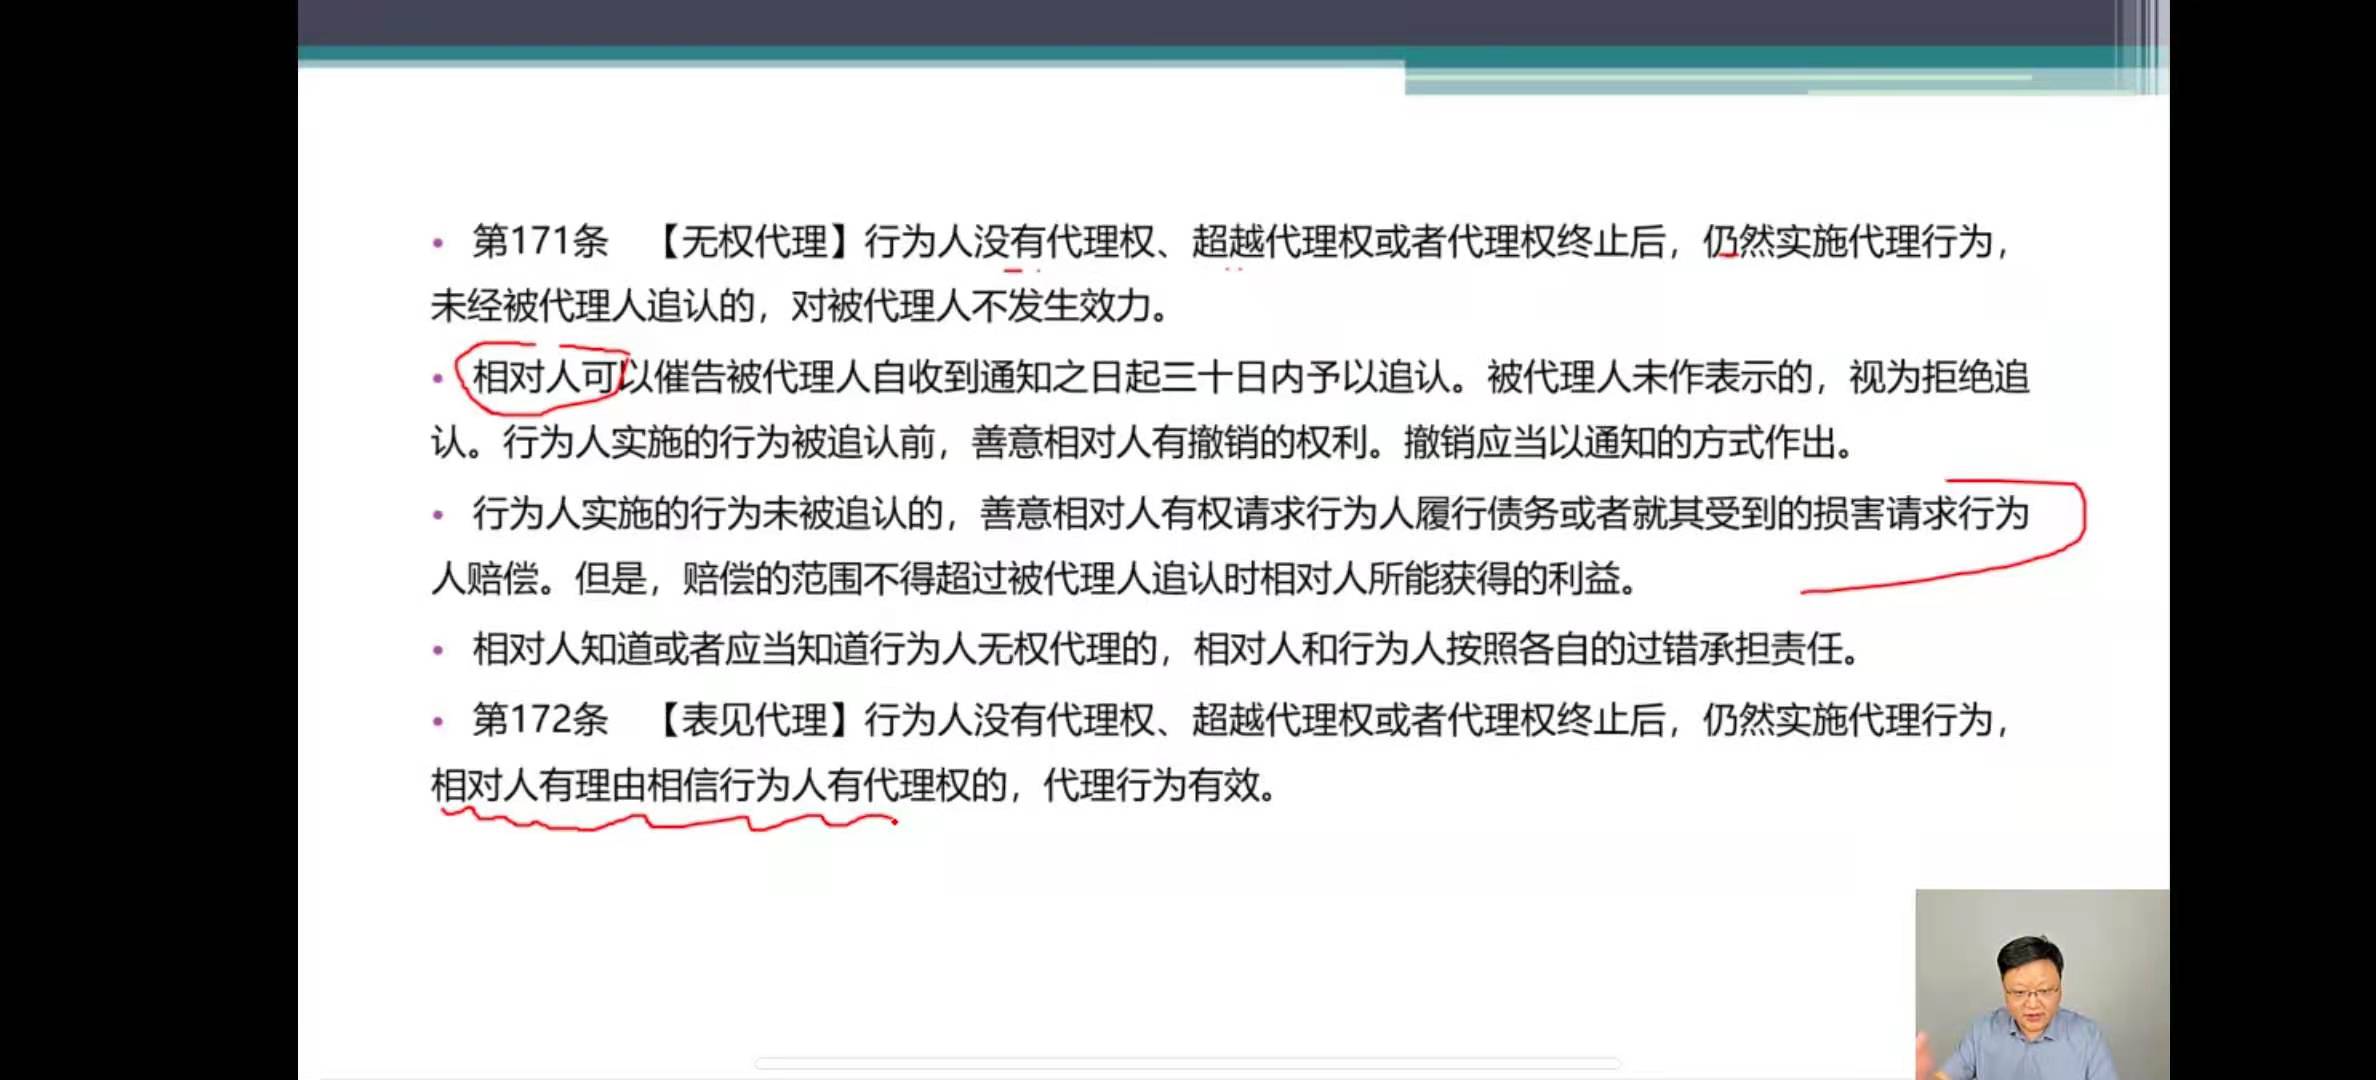 • 第171条 【无权代理】行为人没有代理权、超越代理权或者代理权终止后，仍然实施代理行为，
未经被代理人追认的，对被代理人不发生效力。
• 相对人可以催告被代理人自收到通知之日起三十日内予以追认。被代理人未作表示的，视为拒绝追
认。行为人实施的行为被追认前，善意相对人有撤销的权利。撤销应当以通知的方式作出。
• 行为人实施的行为未被追认的，善意相对人有权请求行为人履行债务或者就其受到的损害请求行为
人赔偿。但是，赔偿的范围不得超过被代理人追认时相对人所能获得的利益。
• 相对人知道或者应当知道行为人无权代理的，相对人和行为人按照各自的过错承担责任。
• 第172条 【表见代理】行为人没有代理权、超越代理权或者代理权终止后，仍然实施代理行为，
相对人有理由相信行为人有代理权的，代理行为有效。